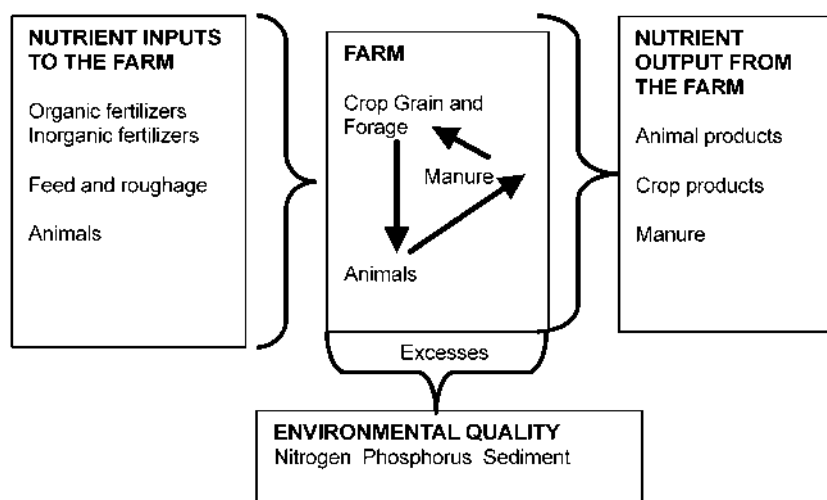 NUTRIENT INPUTS
TO THE FARM
Organic fertilizers
Inorganic fertilizers
Feed and roughage
Animals
FARM
Crop Grain and
Forage
Manure
Animals
NUTRIENT
OUTPUT FROM
THE FARM
Animal products
Crop products
Manure
Excesses
ENVIRONMENTAL QUALITY
Nitrogen Phosphorus Sediment